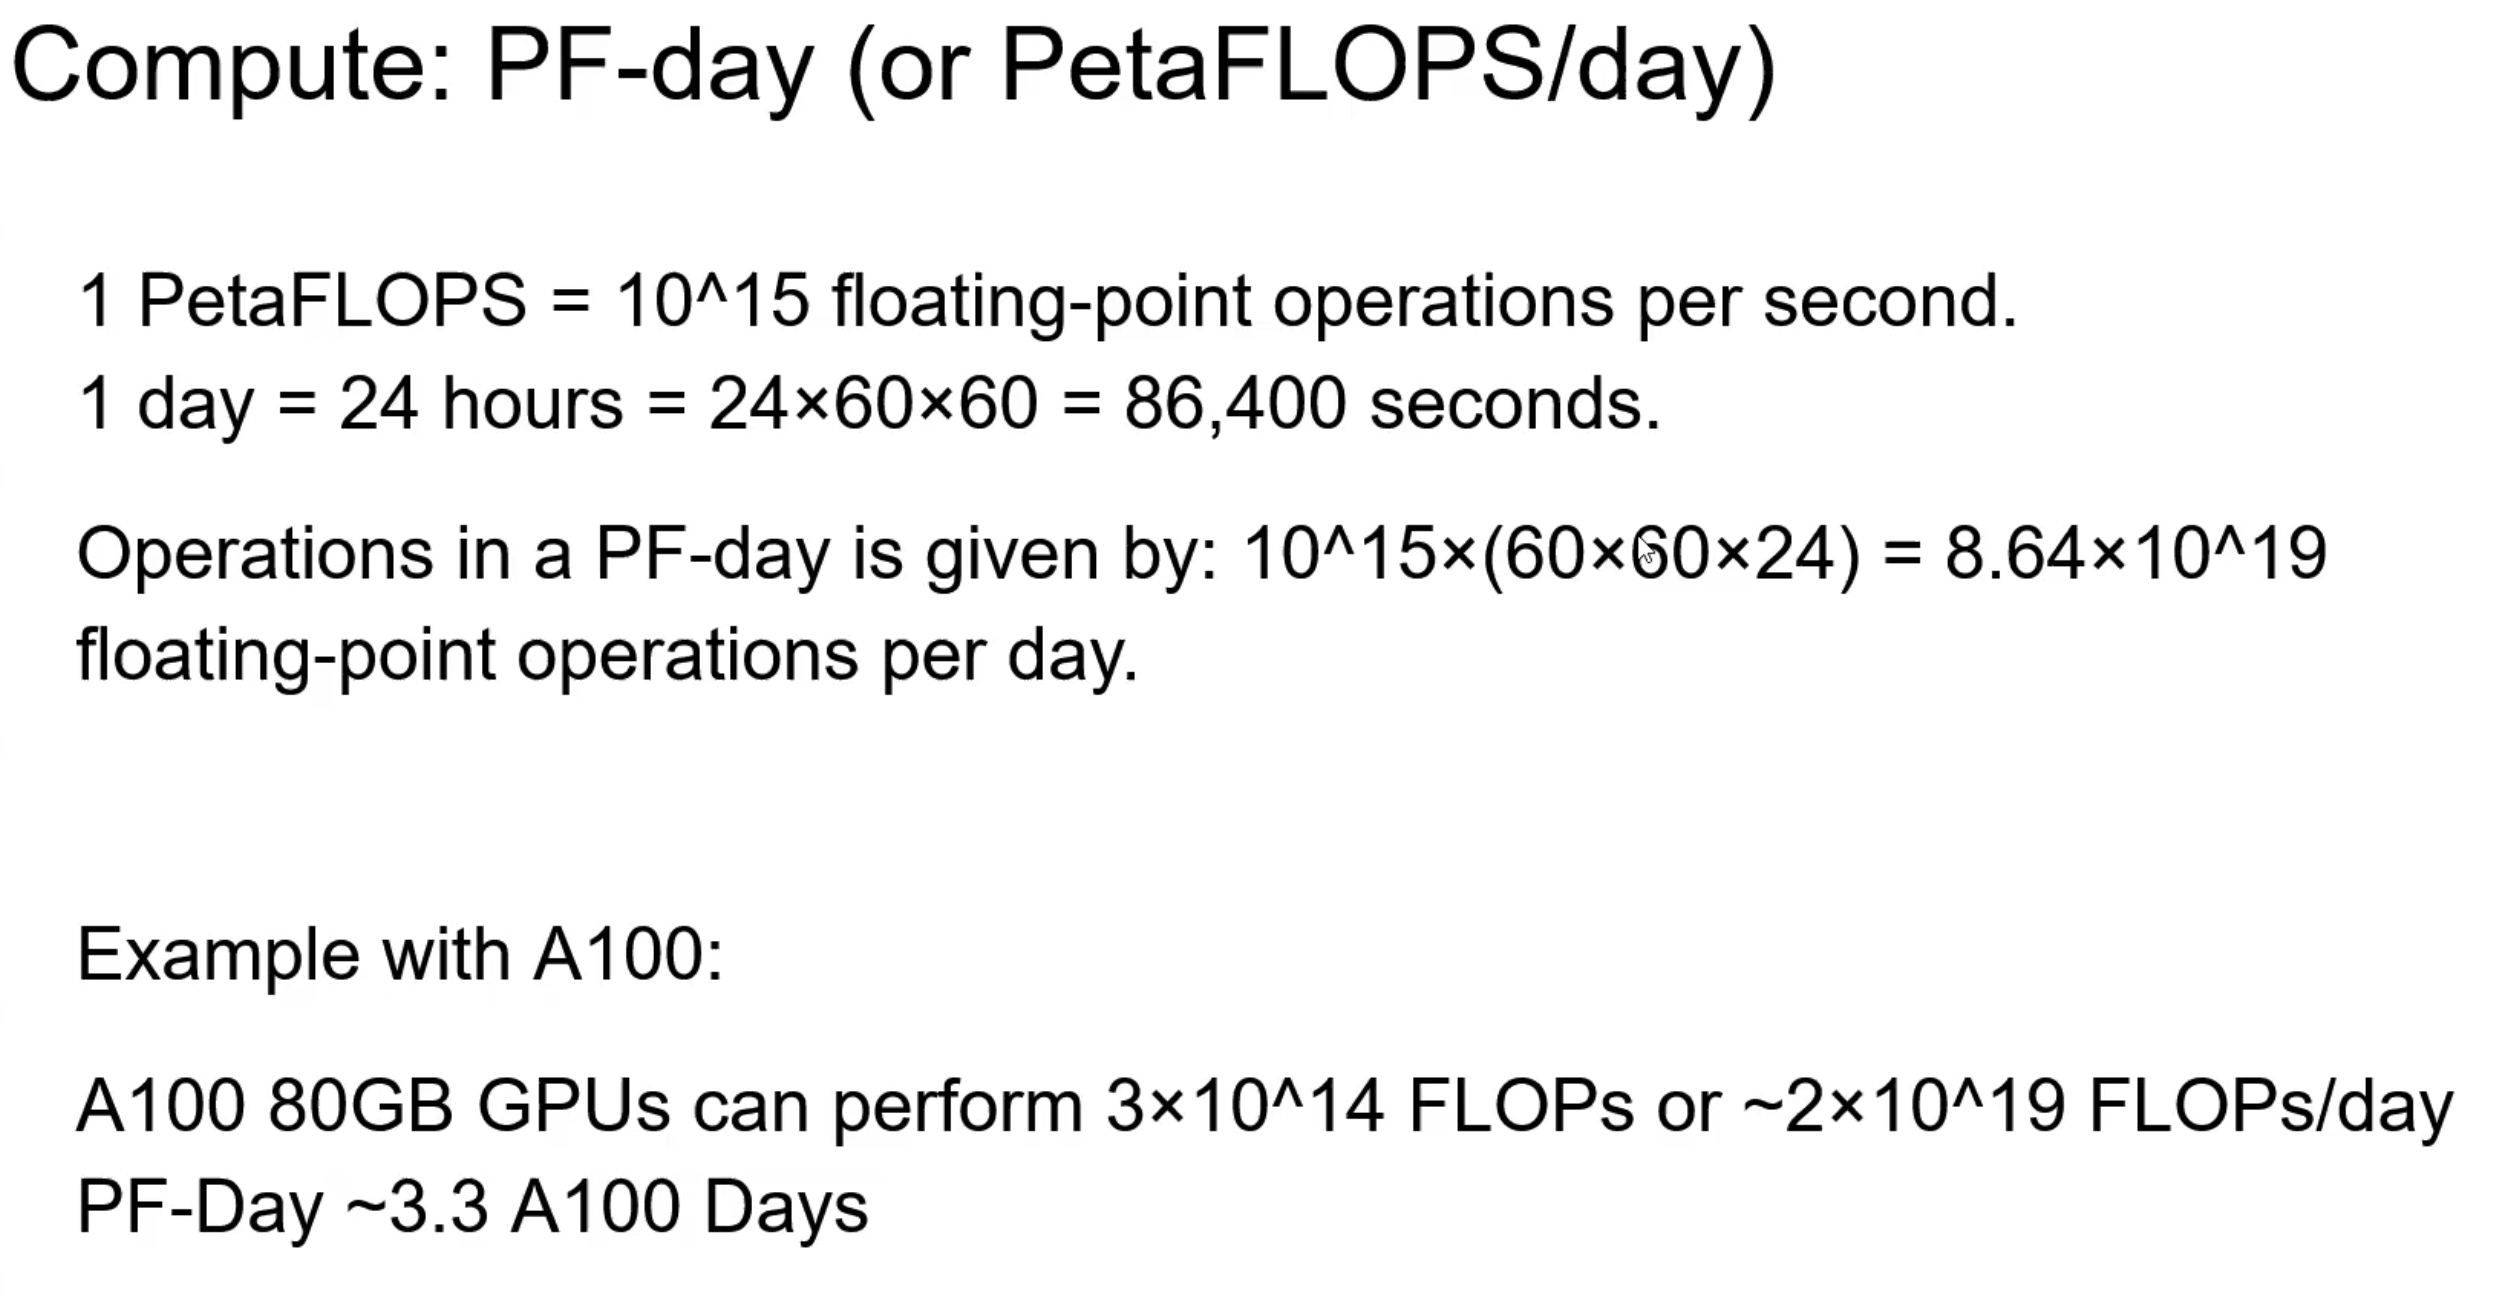 Compute: PF-day (or PetaFLOPS/day)
1 PetaFLOPS = 10^15 floating-point operations per second.
1 day = 24 hours = 24×60×60 = 86,400 seconds.
Operations in a PF-day is given by: 10^15×(60×60×24) = 8.64×10^19
floating-point operations per day.
Example with A100:
A100 80GB GPUs can perform 3×10^14 FLOPs or ~2×10^19 FLOPs/day
PF-Day ~3.3 A100 Days